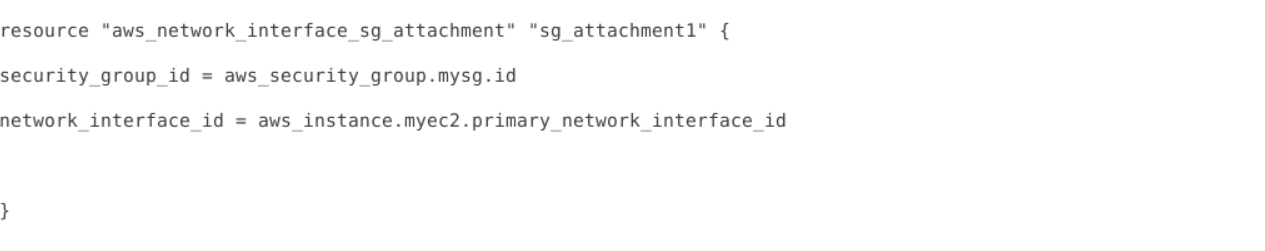 resource "aws_network_interface_sg_attachment" "sg_attachment1" {
security_group_id = aws_security_group.mysg.id
network_interface_id = aws_instance.myec2.primary_network_interface_id
}